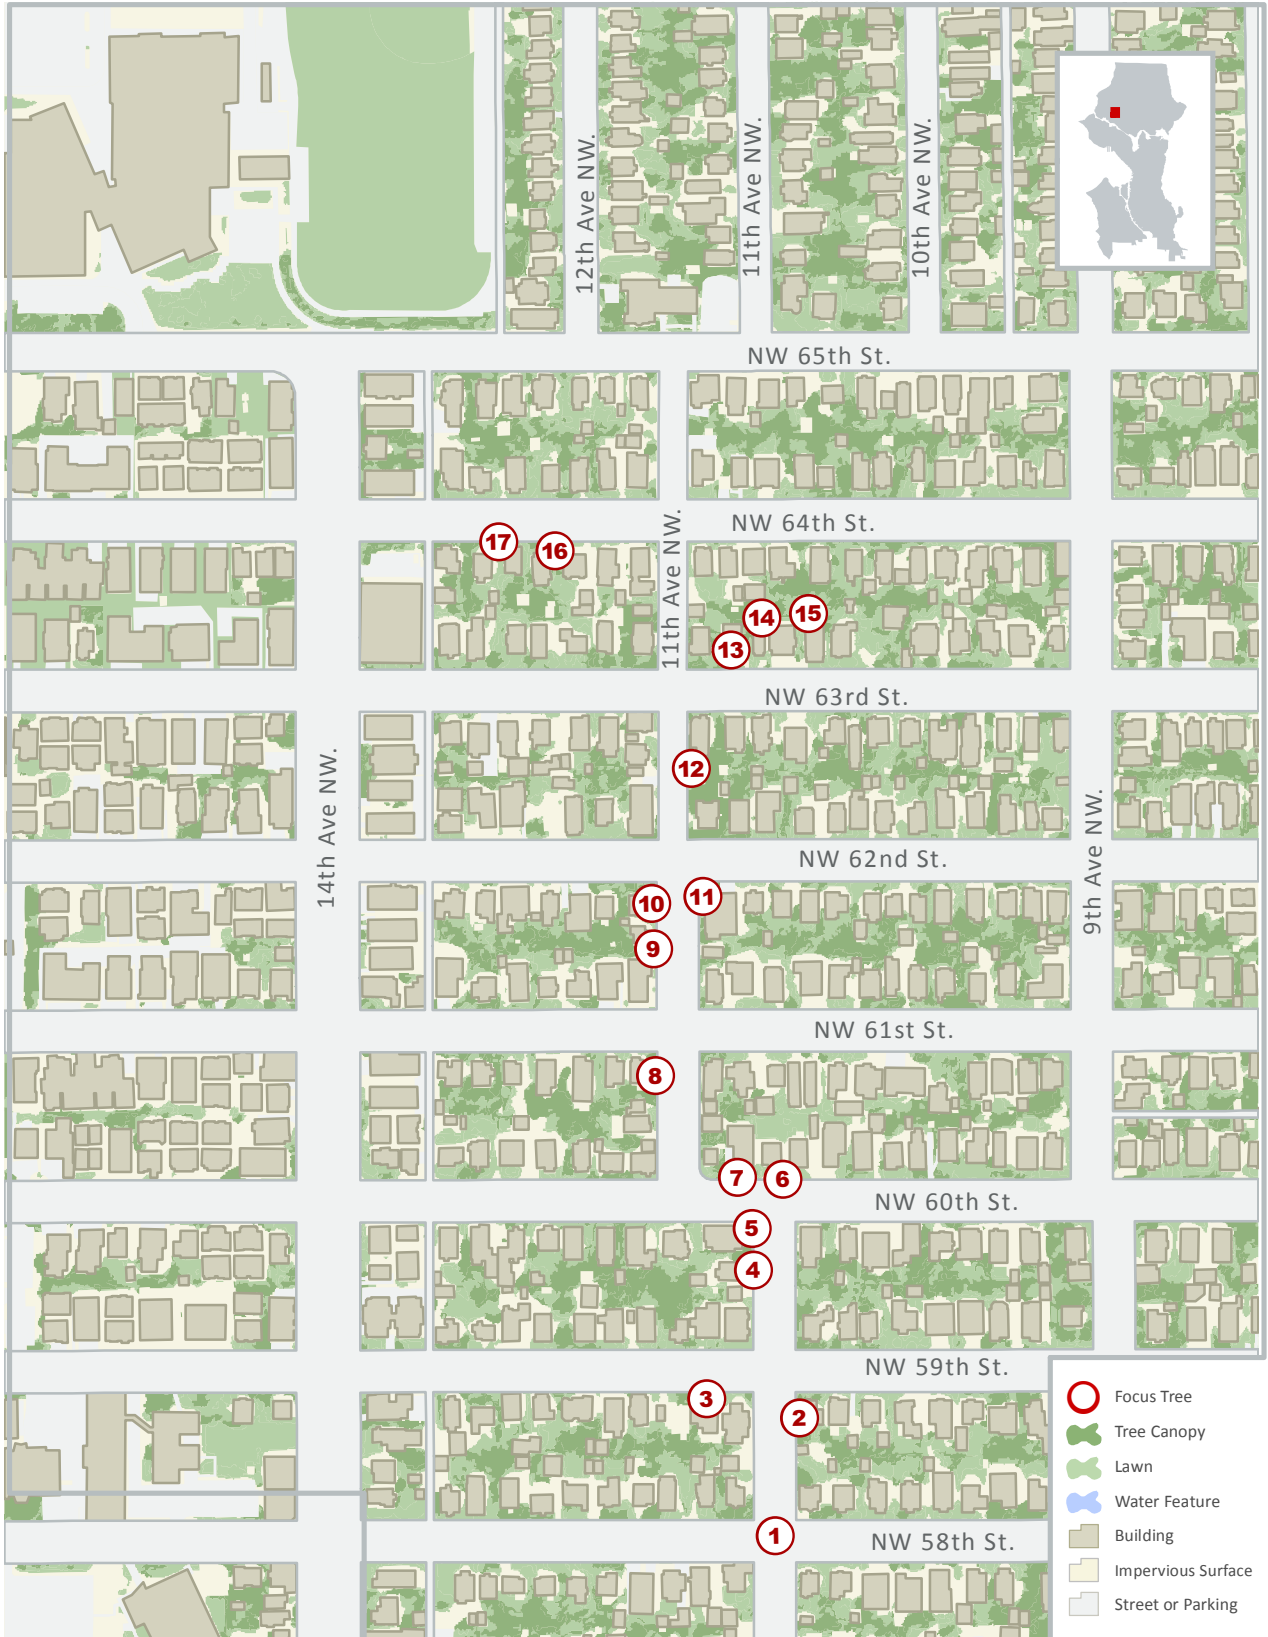 12th Ave NW.
11th Ave NW.
10th Ave NW.
NW 65th St.
NW 64th St.
17
16
11th Ave NW.
15
14
13
NW 63rd St.
12
14th Ave NW.
9th Ave NW.
NW 62nd St.
11
10
9
NW 61st St.
8
7
6
NW 60th St.
5
4
NW 59th St.
3
2
1
NW 58th St.
Focus Tree
Tree Canopy
Lawn
Water Feature
Building
Impervious Surface
Street or Parking